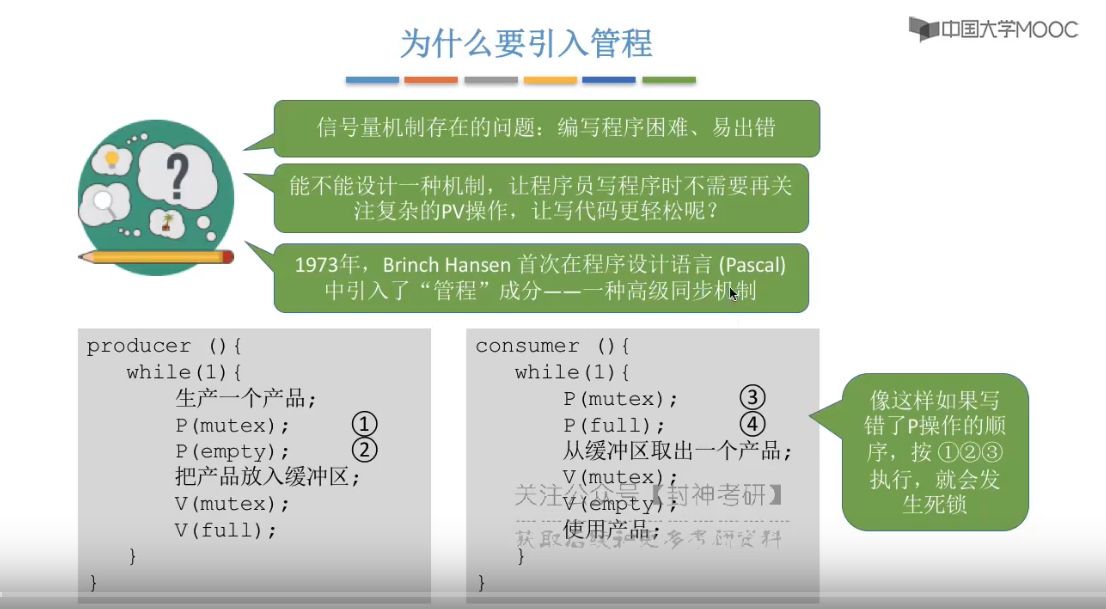 为什么要引入管程
中国大学MOOC
信号量机制存在的问题：编写程序困难、易出错
能不能设计一种机制，让程序员写程序时不需要再关
注复杂的PV操作，让写代码更轻松呢？
1973年，Brinch Hansen 首次在程序设计语言 (Pascal)
中引入了“管程”成分——一种高级同步机制
producer (){
while(1){
生产一个产品;
P(mutex); ①
P(empty); ②
把产品放入缓冲区;
V(mutex);
V(full);
}
}
consumer (){
while(1){
P(mutex); ③
P(full); ④
从缓冲区取出一个产品;
V(mutex);
关注公众号【封神考研】
V(empty);
使用产品;
获取后续和更多考研资料
}
}
像这样如果写
错了P操作的顺
序，按 ①②③
执行，就会发
生死锁